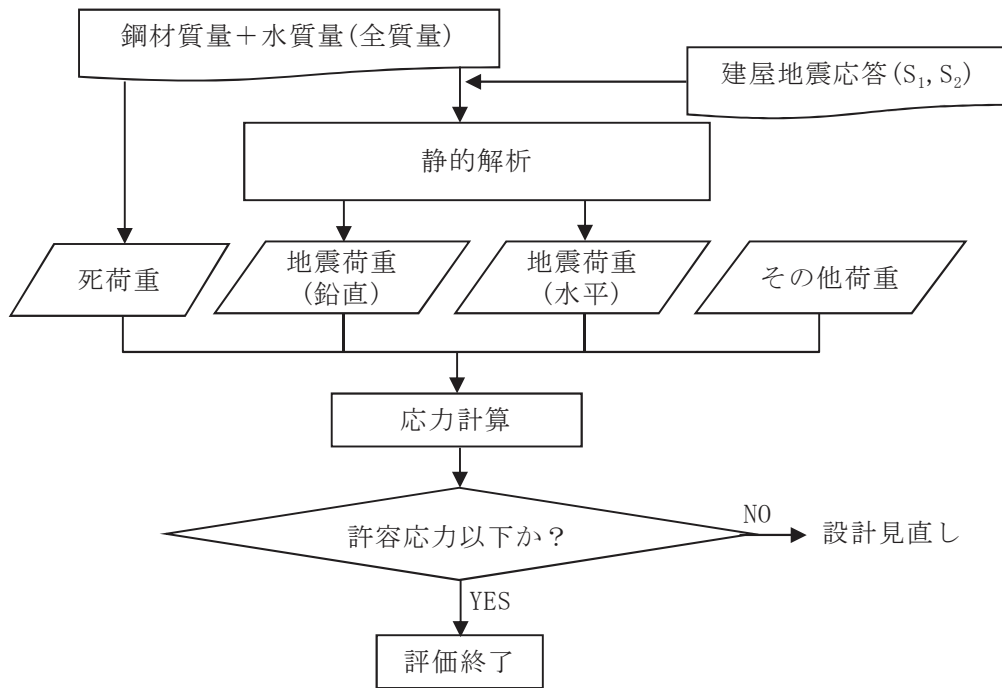 鋼材質量＋水質量(全質量)
建屋地震応答(S₁, S₂)
静的解析
死荷重
地震荷重
(鉛直)
地震荷重
(水平)
その他荷重
応力計算
許容応力以下か？
NO
設計見直し
YES
評価終了